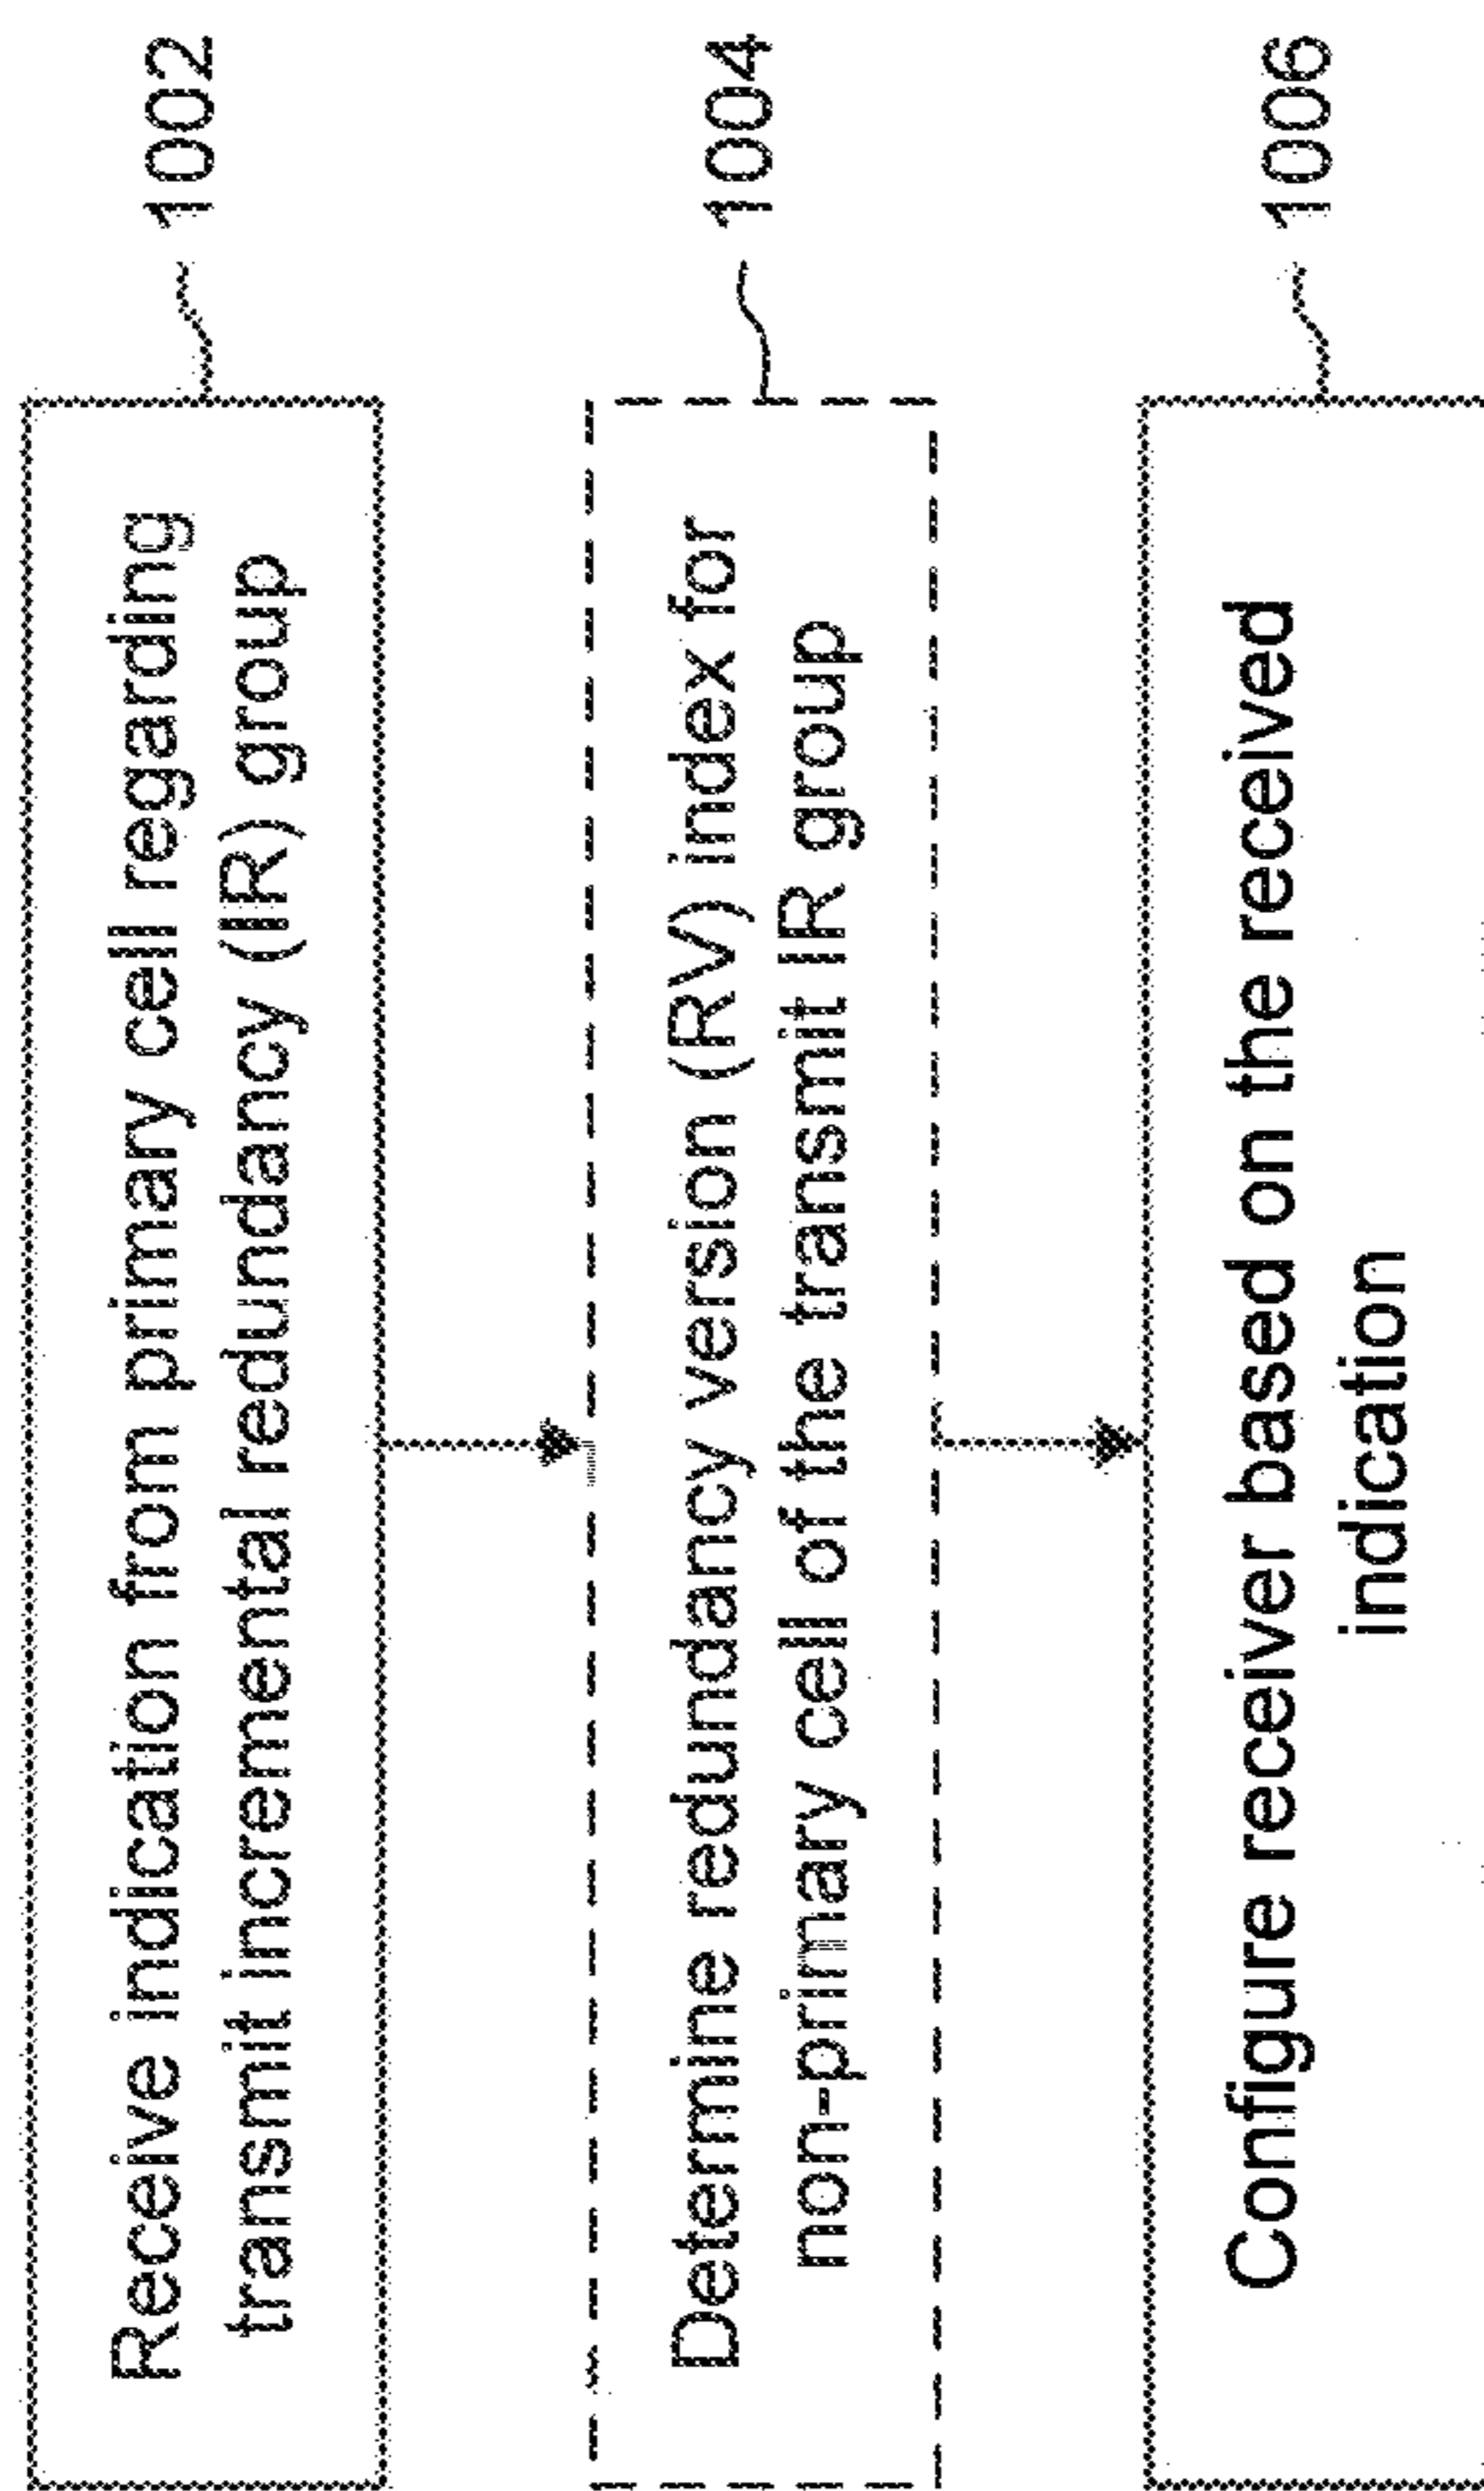 Receive indication from primary cell regarding
transmit incremental redundancy (IR) group
1002
Determine redundancy version (RV) index for
non-primary cell of the transmit IR group
1004
Configure receiver based on the received
indication
1006